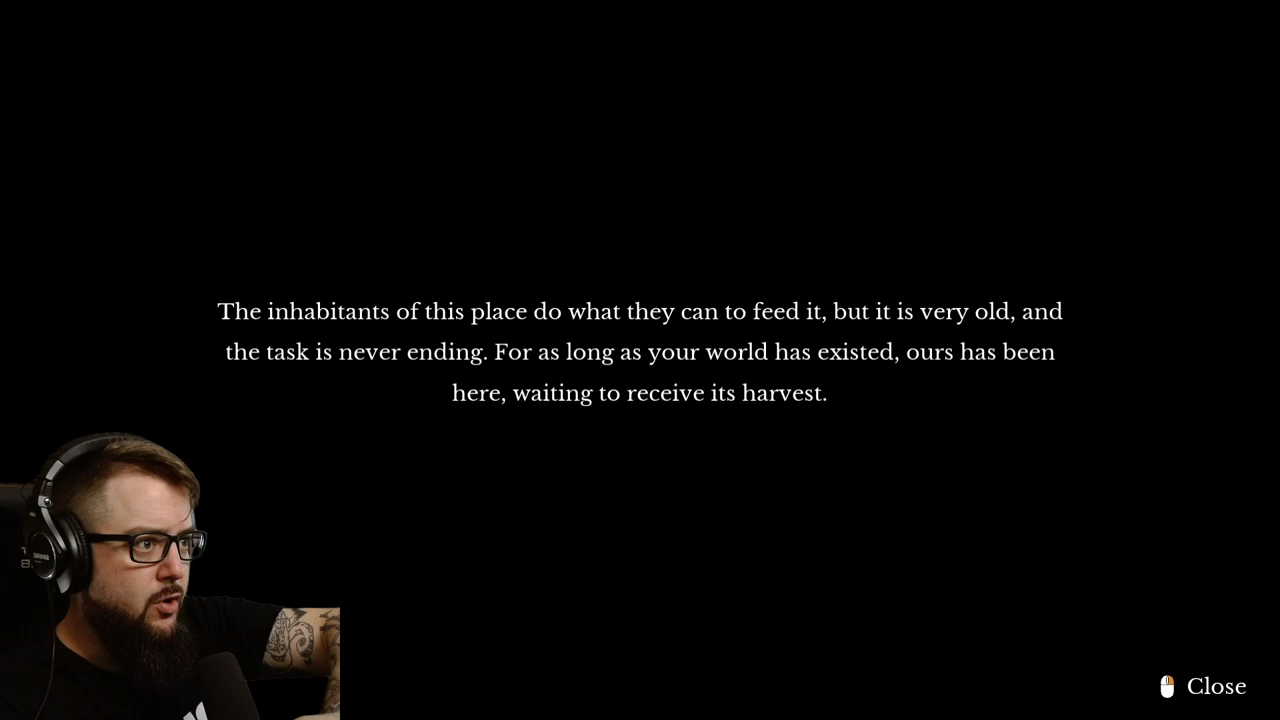 The inhabitants of this place do what they can to feed it, but it is very old, and
the task is never ending. For as long as your world has existed, ours has been
here, waiting to receive its harvest.
Close